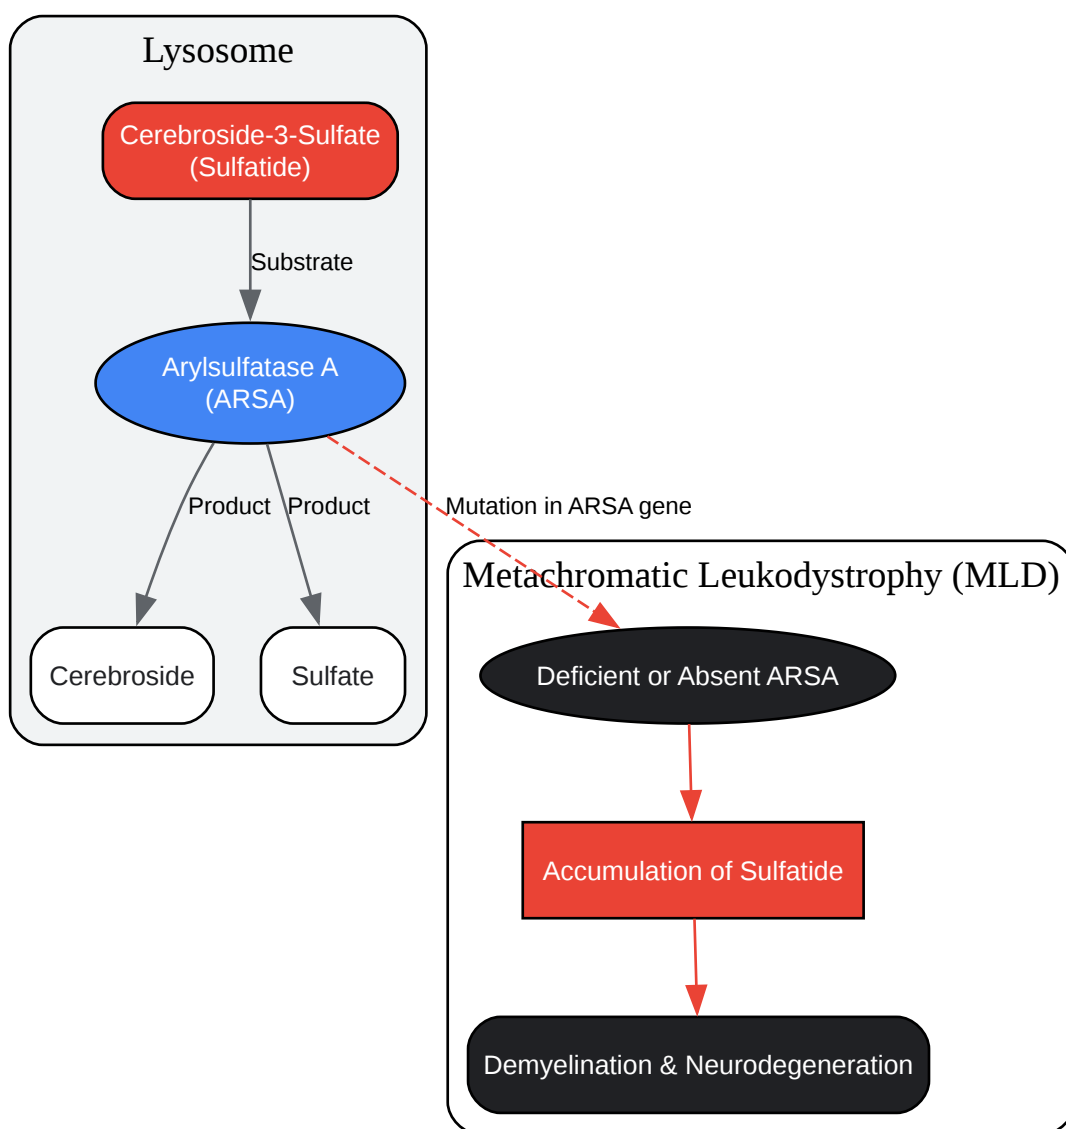 Lysosome
Cerebroside-3-Sulfate
(Sulfatide)
Substrate
Arylsulfatase A
(ARSA)
Product
Product
Mutation in ARSA gene
Cerebroside
Sulfate
Metachromatic Leukodystrophy (MLD)
Deficient or Absent ARSA
Accumulation of Sulfatide
Demyelination & Neurodegeneration